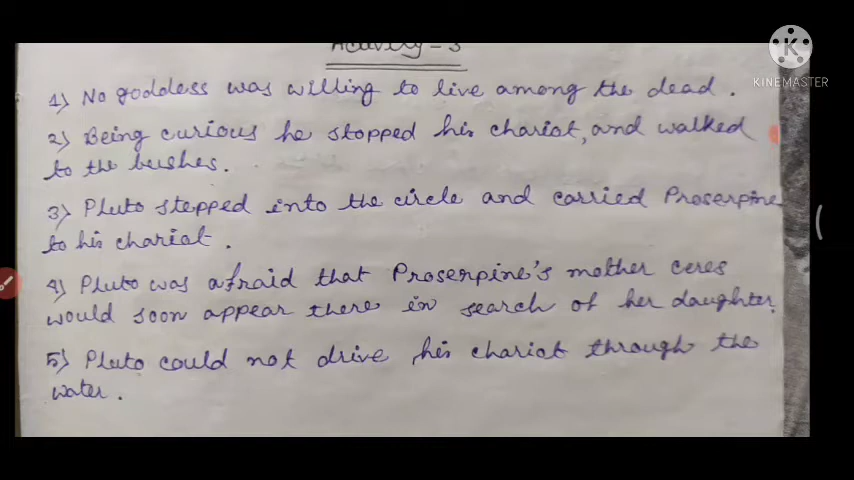 Activity - 3
KINEMASTER
1) No goddess was willing to live among the dead.
2) Being curious he stopped his chariot, and walked
to the bushes.
3) Pluto stepped into the circle and carried Proserpine
to his chariot.
4) Pluto was afraid that Proserpine's mother ceres
would soon appear there in search of her daughter.
5) Pluto could not drive his chariot through the
water.